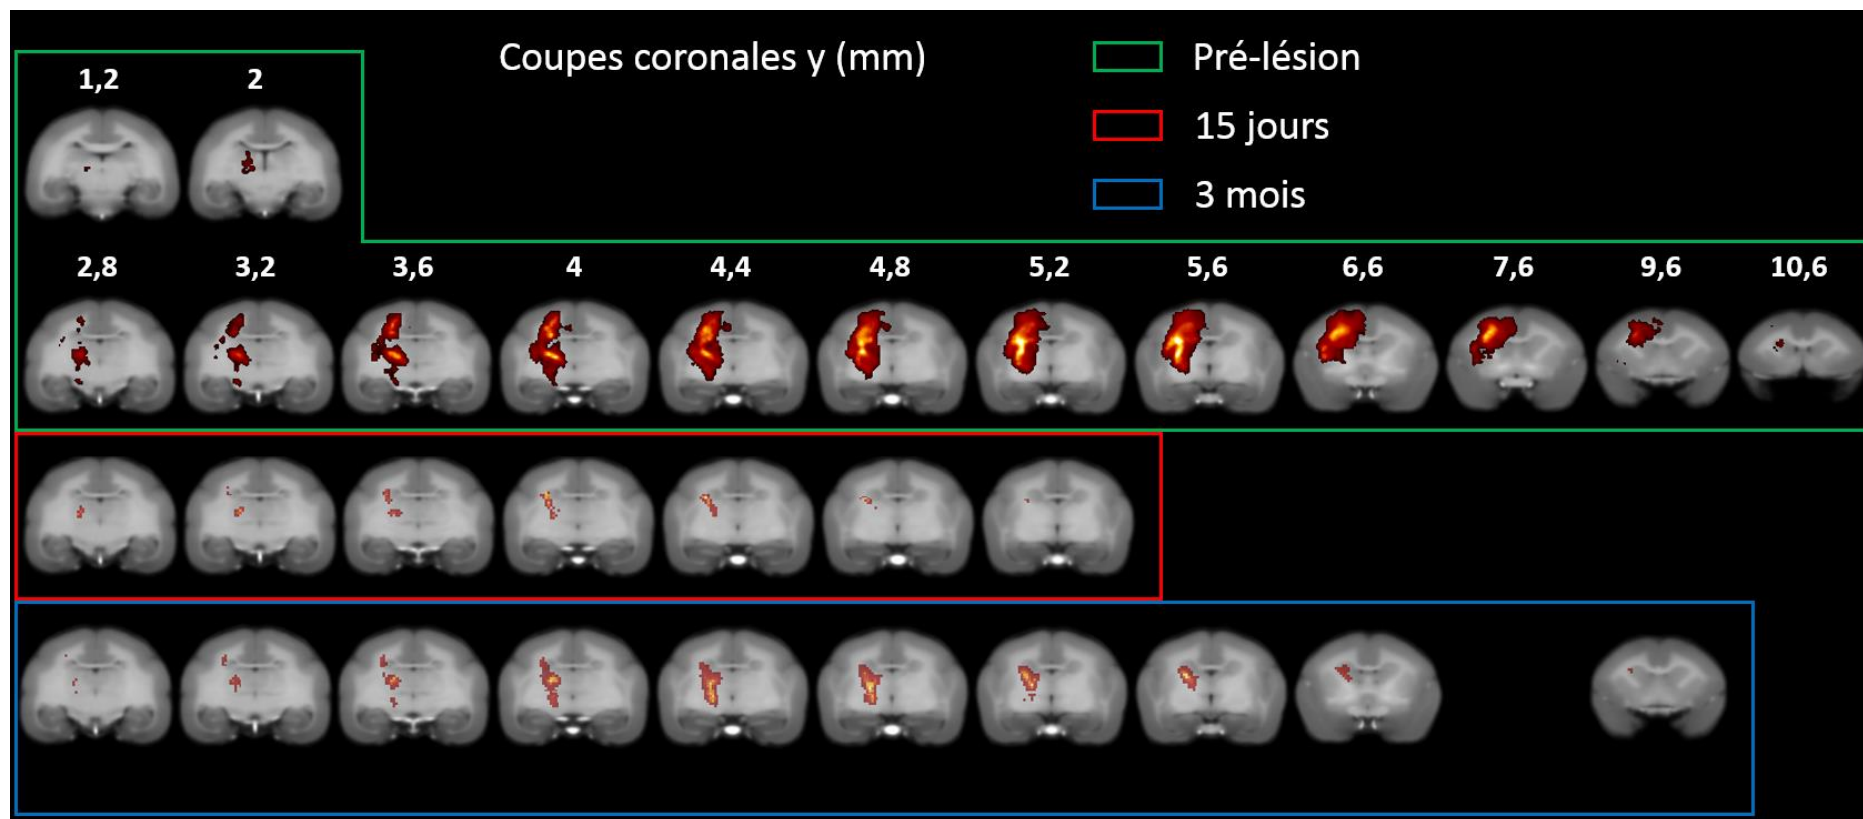 Coupes coronales y (mm)
Pré-lésion
15 jours
3 mois
1,2 2
2,8 3,2 3,6 4 4,4 4,8 5,2 5,6 6,6 7,6 9,6 10,6